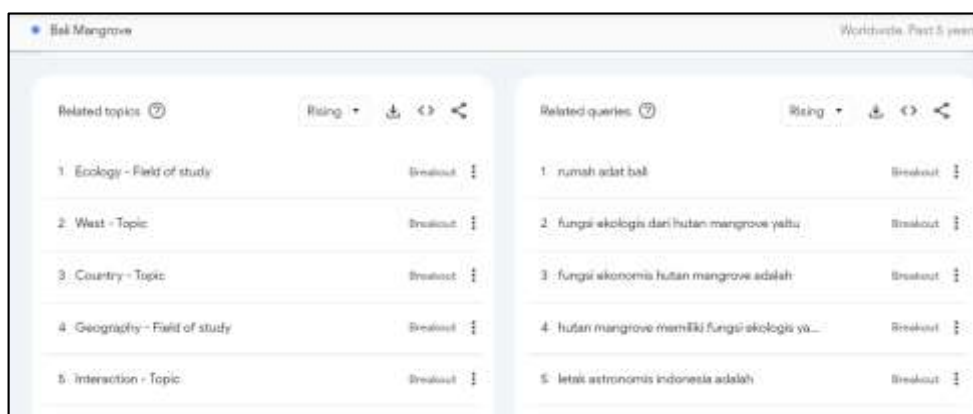 Bali Mangrove
Worldwide. Past 5 years
Related topics
Rising
Related queries
Rising
1 Ecology - Field of study
Breakout
2 West - Topic
Breakout
3 Country - Topic
Breakout
4 Geography - Field of study
Breakout
5 Interaction - Topic
Breakout
1 rumah adat bali
Breakout
2 fungsi ekologis dari hutan mangrove yaitu
Breakout
3 fungsi ekonomis hutan mangrove adalah
Breakout
4 hutan mangrove memiliki fungsi ekologis ya...
Breakout
5 letak astronomis indonesia adalah
Breakout